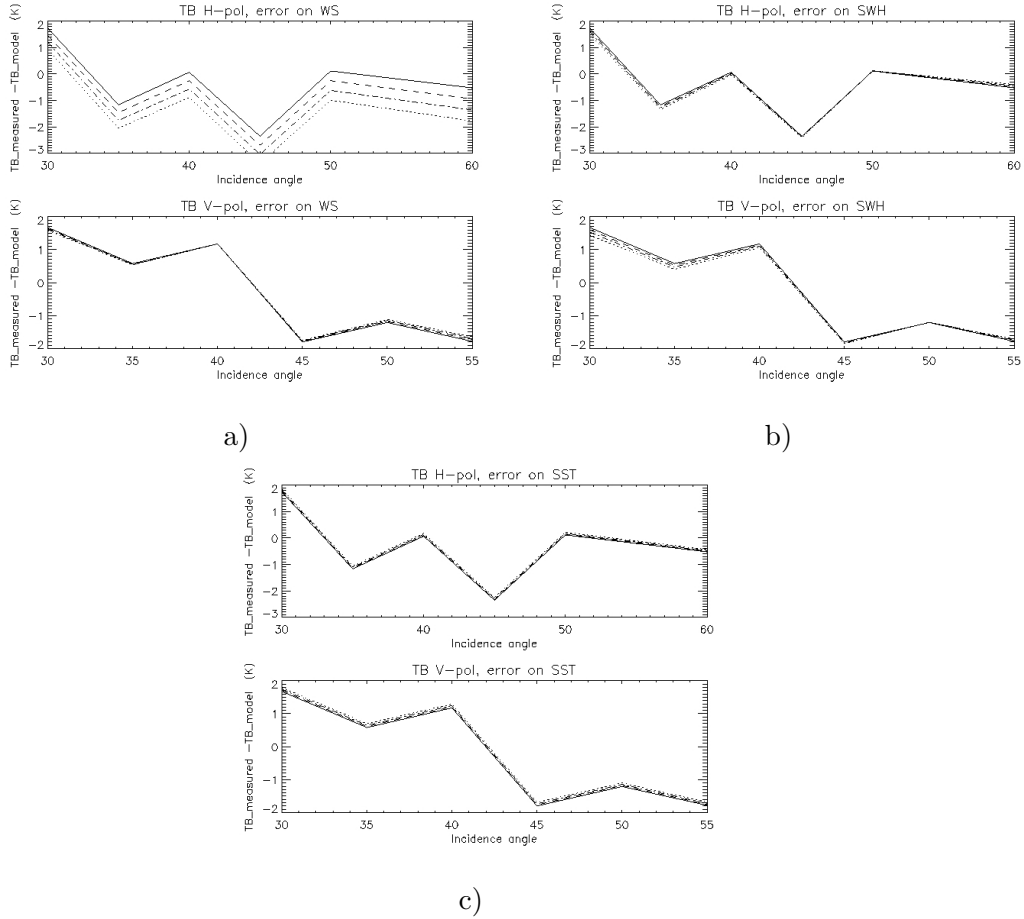 TB H-pol, error on WS
TB_measured -TB_model (K)
2
1
0
-1
-2
-3
30 40 50 60
Incidence angle
TB V-pol, error on WS
TB_measured -TB_model (K)
2
1
0
-1
-2
30 35 40 45 50 55
Incidence angle
a)
TB H-pol, error on SWH
TB_measured -TB_model (K)
2
1
0
-1
-2
-3
30 40 50 60
Incidence angle
TB V-pol, error on SWH
TB_measured -TB_model (K)
2
1
0
-1
-2
30 35 40 45 50 55
Incidence angle
b)
TB H-pol, error on SST
TB_measured -TB_model (K)
2
1
0
-1
-2
-3
30 40 50 60
Incidence angle
TB V-pol, error on SST
TB_measured -TB_model (K)
2
1
0
-1
-2
30 35 40 45 50 55
Incidence angle
c)